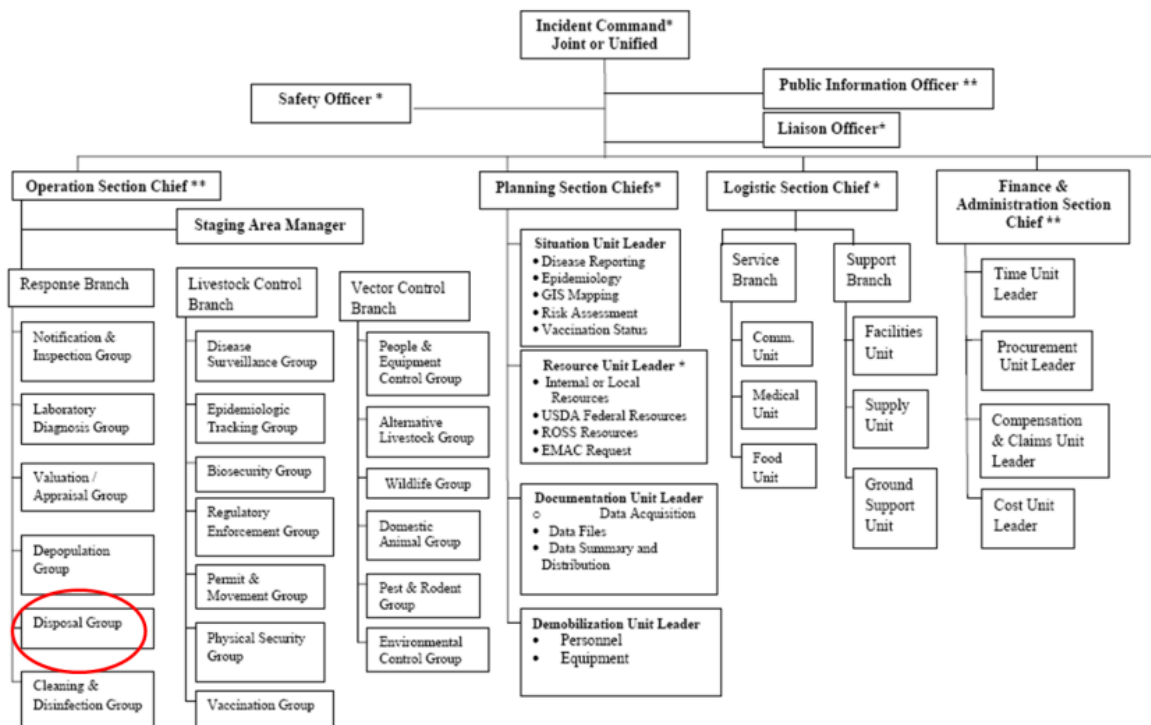 Incident Command*
Joint or Unified
Safety Officer *
Public Information Officer **
Liaison Officer*
Operation Section Chief **
Staging Area Manager
Response Branch
Notification &
Inspection Group
Laboratory
Diagnosis Group
Valuation /
Appraisal Group
Depopulation
Group
Disposal Group
Cleaning &
Disinfection Group
Livestock Control
Branch
Disease
Surveillance Group
Epidemiologic
Tracking Group
Biosecurity Group
Regulatory
Enforcement Group
Permit &
Movement Group
Physical Security
Group
Vaccination Group
Vector Control
Branch
People &
Equipment
Control Group
Alternative
Livestock Group
Wildlife Group
Domestic
Animal Group
Pest & Rodent
Group
Environmental
Control Group
Planning Section Chiefs*
Situation Unit Leader
• Disease Reporting
• Epidemiology
• GIS Mapping
• Risk Assessment
• Vaccination Status
Resource Unit Leader *
• Internal or Local
Resources
• USDA Federal Resources
• ROSS Resources
• EMAC Request
Documentation Unit Leader
o Data Acquisition
• Data Files
• Data Summary and
Distribution
Demobilization Unit Leader
• Personnel
• Equipment
Logistic Section Chief *
Service
Branch
Comm.
Unit
Medical
Unit
Food
Unit
Support
Branch
Facilities
Unit
Supply
Unit
Ground
Support
Unit
Finance &
Administration Section
Chief **
Time Unit
Leader
Procurement
Unit Leader
Compensation
& Claims Unit
Leader
Cost Unit
Leader